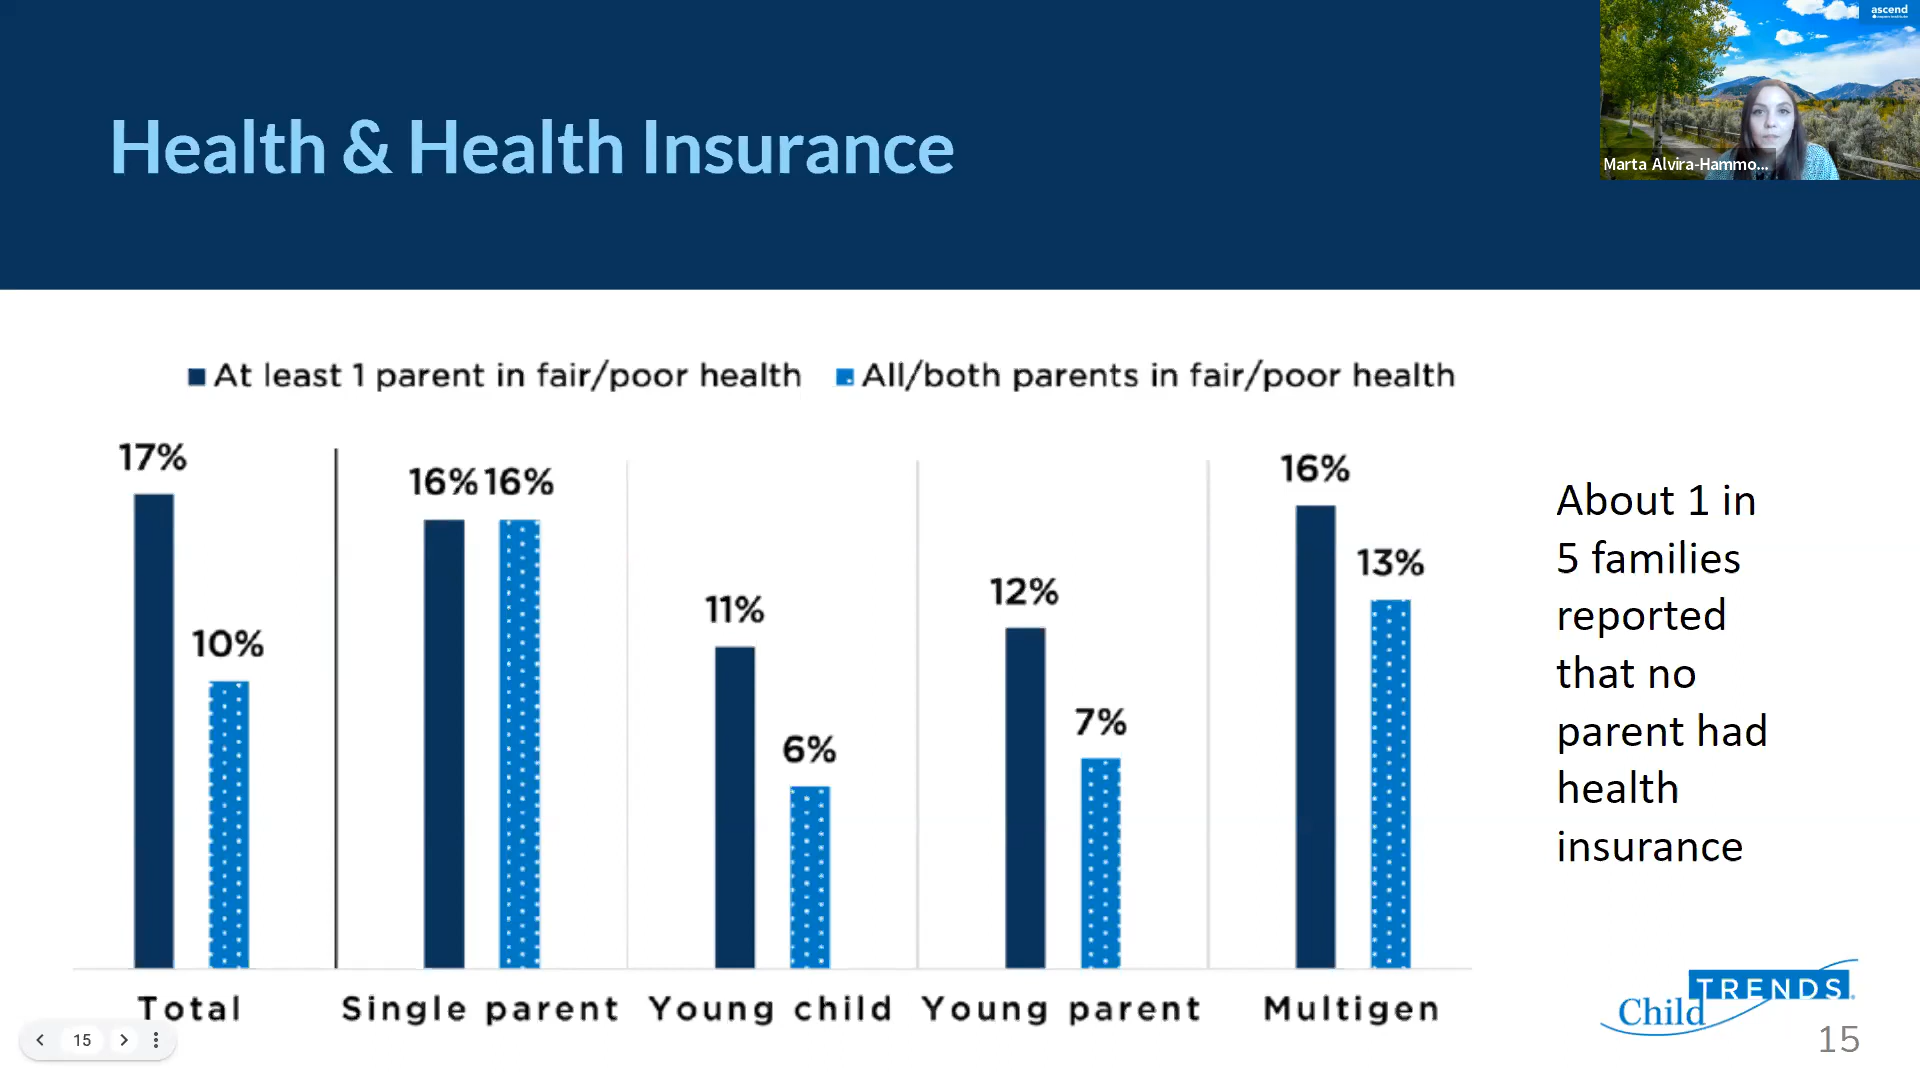 Health & Health Insurance
ascend
Marta Alvira-Hammo...
At least 1 parent in fair/poor health
All/both parents in fair/poor health
17%
10%
16%
16%
11%
6%
12%
7%
16%
13%
Total
Single parent
Young child
Young parent
Multigen
About 1 in
5 families
reported
that no
parent had
health
insurance
Child TRENDS
15
15